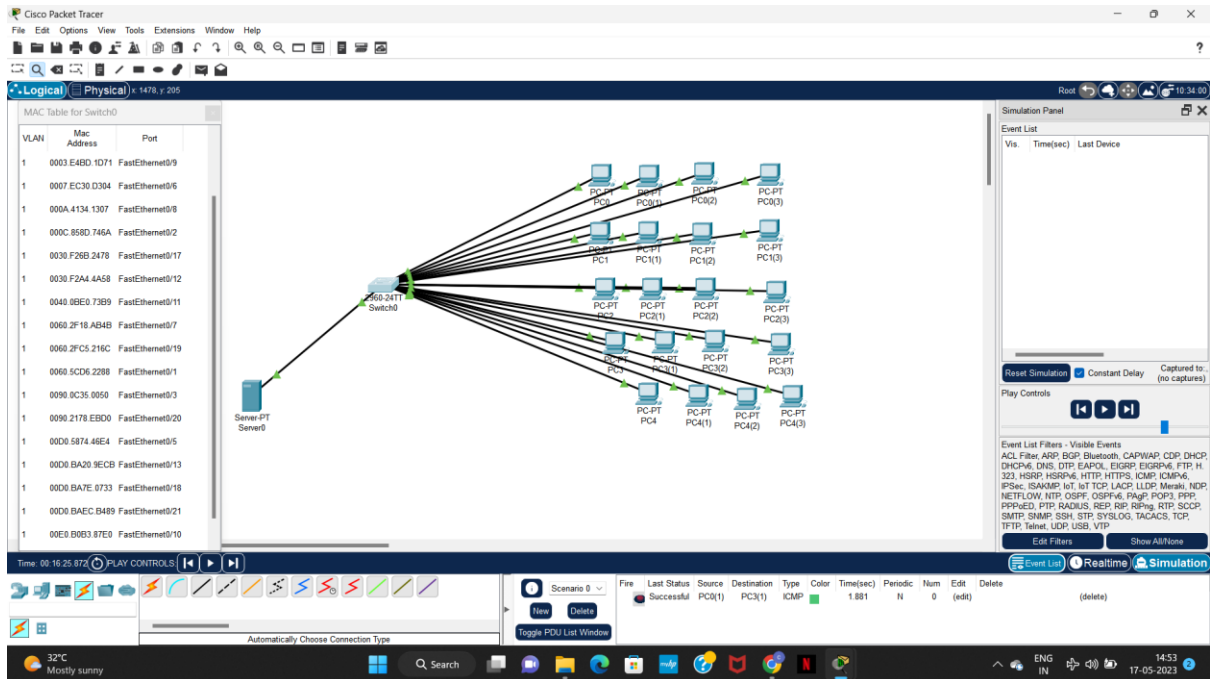 Cisco Packet Tracer
File Edit Options View Tools Extensions Window Help
?
Logical Physical x: 1478, y: 205 Root 10:34:00
MAC Table for Switch0
VLAN Mac Address Port
1 0003.E4BD.1D71 FastEthernet0/9
1 0007.EC30.D304 FastEthernet0/6
1 000A.4134.1307 FastEthernet0/8
1 000C.858D.746A FastEthernet0/2
1 0030.F26B.2478 FastEthernet0/17
1 0030.F2A4.4A58 FastEthernet0/12
1 0040.0BE0.73B9 FastEthernet0/11
1 0060.2F18.AB4B FastEthernet0/7
1 0060.2FC5.216C FastEthernet0/19
1 0060.5CD6.2288 FastEthernet0/1
1 0090.0C35.0050 FastEthernet0/3
1 0090.2178.EBD0 FastEthernet0/20
1 00D0.5874.46E4 FastEthernet0/5
1 00D0.BA20.9ECB FastEthernet0/13
1 00D0.BA7E.0733 FastEthernet0/18
1 00D0.BAEC.B489 FastEthernet0/21
1 00E0.B0B3.87E0 FastEthernet0/10
PC-PT PC-PT PC-PT PC-PT
PC0 PC0(1) PC0(2) PC0(3)
PC-PT PC-PT PC-PT PC-PT
PC1 PC1(1) PC1(2) PC1(3)
2960-24TT
Switch0
PC-PT PC-PT PC-PT PC-PT
PC2 PC2(1) PC2(2) PC2(3)
PC-PT PC-PT PC-PT PC-PT
PC3 PC3(1) PC3(2) PC3(3)
PC-PT PC-PT PC-PT PC-PT
PC4 PC4(1) PC4(2) PC4(3)
Server-PT
Server0
Simulation Panel
Event List
Vis. Time(sec) Last Device
Reset Simulation Constant Delay Captured to:
(no captures)
Play Controls
Event List Filters - Visible Events
ACL Filter, ARP, BGP, Bluetooth, CAPWAP, CDP, DHCP,
DHCPv6, DNS, DTP, EAPOL, EIGRP, EIGRPv6, FTP, H.
323, HSRP, HSRPv6, HTTP, HTTPS, ICMP, ICMPv6,
IPSec, ISAKMP, IoT, IoT TCP, LACP, LLDP, Meraki, NDP,
NETFLOW, NTP, OSPF, OSPFv6, PAgP, POP3, PPP,
PPPoED, PTP, RADIUS, REP, RIP, RIPng, RTP, SCCP,
SMTP, SNMP, SSH, STP, SYSLOG, TACACS, TCP,
TFTP, Telnet, UDP, USB, VTP
Edit Filters Show All/None
Time: 00:16:25.872 PLAY CONTROLS: Event List Realtime Simulation
Automatically Choose Connection Type
Scenario 0
New Delete
Toggle PDU List Window
Fire Last Status Source Destination Type Color Time(sec) Periodic Num Edit Delete
Successful PC0(1) PC3(1) ICMP 1.881 N 0 (edit) (delete)
32°C
Mostly sunny
Search
ENG
IN
14:53
17-05-2023
2